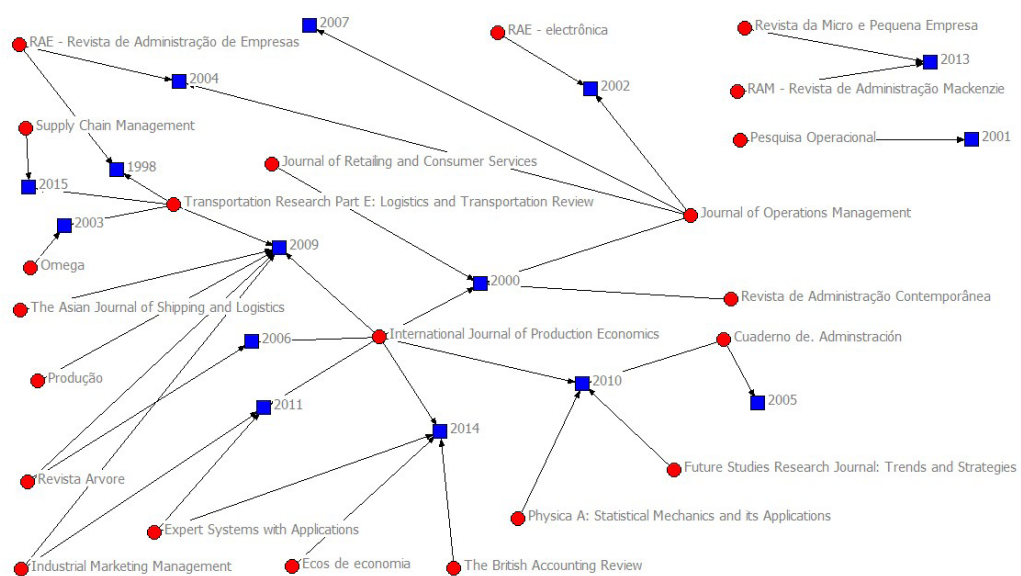 2007
RAE - electrônica
Revista da Micro e Pequena Empresa
RAE - Revista de Administração de Empresas
2013
2004
2002
RAM - Revista de Administração Mackenzie
Supply Chain Management
Pesquisa Operacional
2001
Journal of Retailing and Consumer Services
1998
2015
Transportation Research Part E: Logistics and Transportation Review
Journal of Operations Management
2003
2009
Omega
2000
Revista de Administração Contemporânea
The Asian Journal of Shipping and Logistics
International Journal of Production Economics
Cuaderno de. Adminstración
2006
Produção
2010
2011
2005
2014
Future Studies Research Journal: Trends and Strategies
Revista Arvore
Physica A: Statistical Mechanics and its Applications
Expert Systems with Applications
Ecos de economia
The British Accounting Review
Industrial Marketing Management